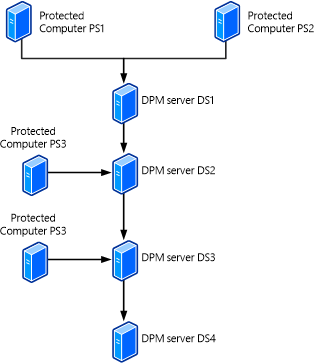 Protected
Computer PS1
Protected
Computer PS2
DPM server DS1
Protected
Computer PS3
DPM server DS2
Protected
Computer PS3
DPM server DS3
DPM server DS4